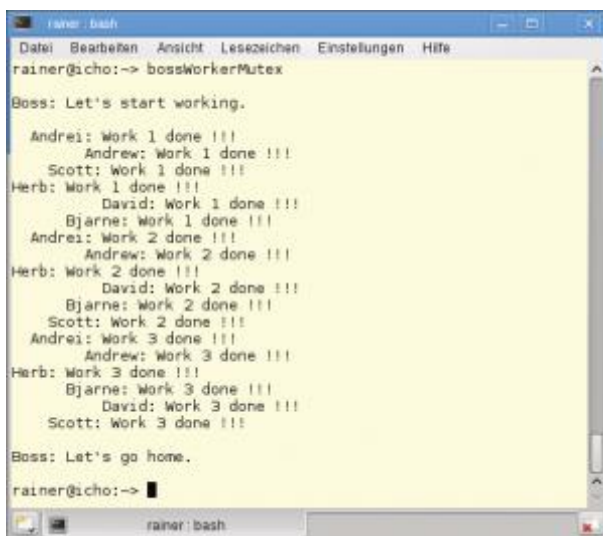 rainer : bash
Datei Bearbeiten Ansicht Lesezeichen Einstellungen Hilfe
rainer@icho:~> bossWorkerMutex
Boss: Let's start working.
Andrei: Work 1 done !!!
Andrew: Work 1 done !!!
Scott: Work 1 done !!!
Herb: Work 1 done !!!
David: Work 1 done !!!
Bjarne: Work 1 done !!!
Andrei: Work 2 done !!!
Andrew: Work 2 done !!!
Herb: Work 2 done !!!
David: Work 2 done !!!
Bjarne: Work 2 done !!!
Scott: Work 2 done !!!
Andrei: Work 3 done !!!
Andrew: Work 3 done !!!
Herb: Work 3 done !!!
Bjarne: Work 3 done !!!
David: Work 3 done !!!
Scott: Work 3 done !!!
Boss: Let's go home.
rainer@icho:~>
rainer : bash